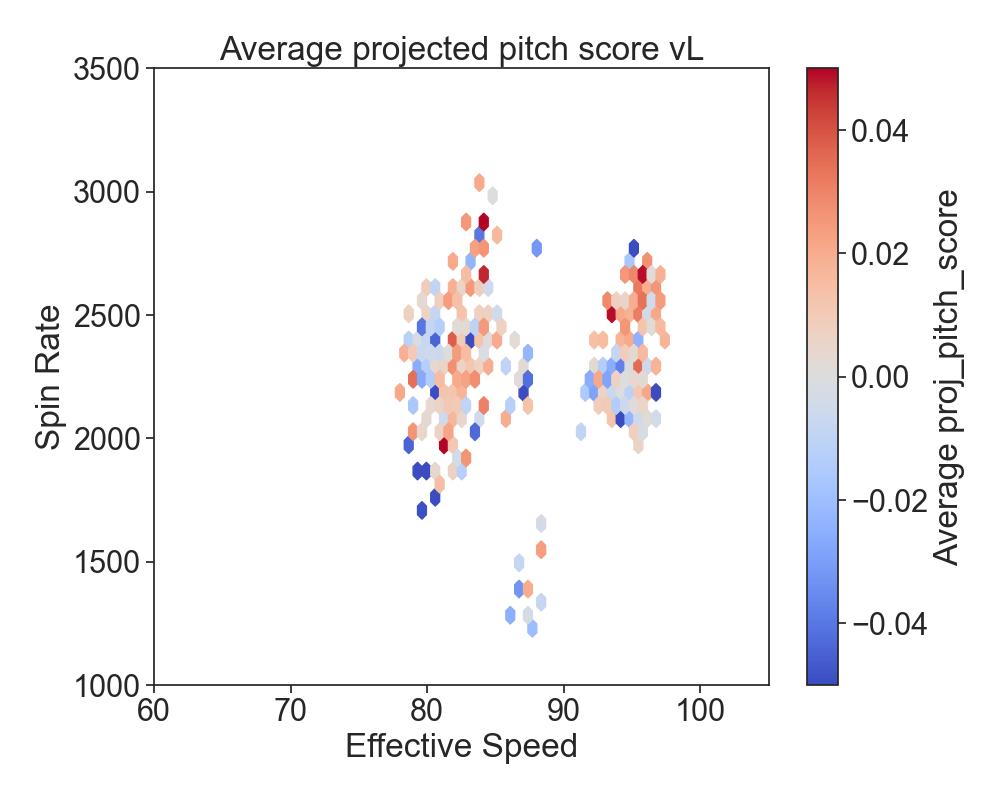 Average projected pitch score vL
3500
3000
2500
2000
1500
1000
Spin Rate
60 70 80 90 100
Effective Speed
0.04
0.02
0.00
−0.02
−0.04
Average proj_pitch_score